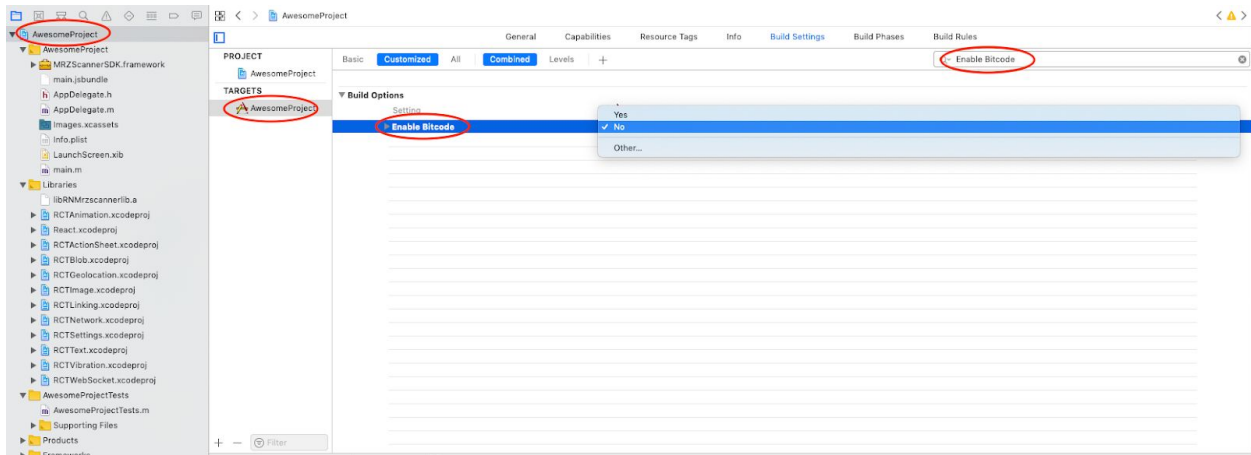 AwesomeProject
AwesomeProject
AwesomeProject
MRZScannerSDK.framework
main.jsbundle
h AppDelegate.h
m AppDelegate.m
Images.xcassets
Info.plist
LaunchScreen.xib
m main.m
Libraries
libRNMrzscannerlib.a
RCTAnimation.xcodeproj
React.xcodeproj
RCTActionSheet.xcodeproj
RCTBlob.xcodeproj
RCTGeolocation.xcodeproj
RCTImage.xcodeproj
RCTLinking.xcodeproj
RCTNetwork.xcodeproj
RCTSettings.xcodeproj
RCTText.xcodeproj
RCTVibration.xcodeproj
RCTWebSocket.xcodeproj
AwesomeProjectTests
m AwesomeProjectTests.m
Supporting Files
Products
Frameworks
General Capabilities Resource Tags Info Build Settings Build Phases Build Rules
PROJECT
AwesomeProject
TARGETS
AwesomeProject
Filter
Basic Customized All Combined Levels +
Enable Bitcode
Build Options
Setting
Enable Bitcode
Yes
No
Other...